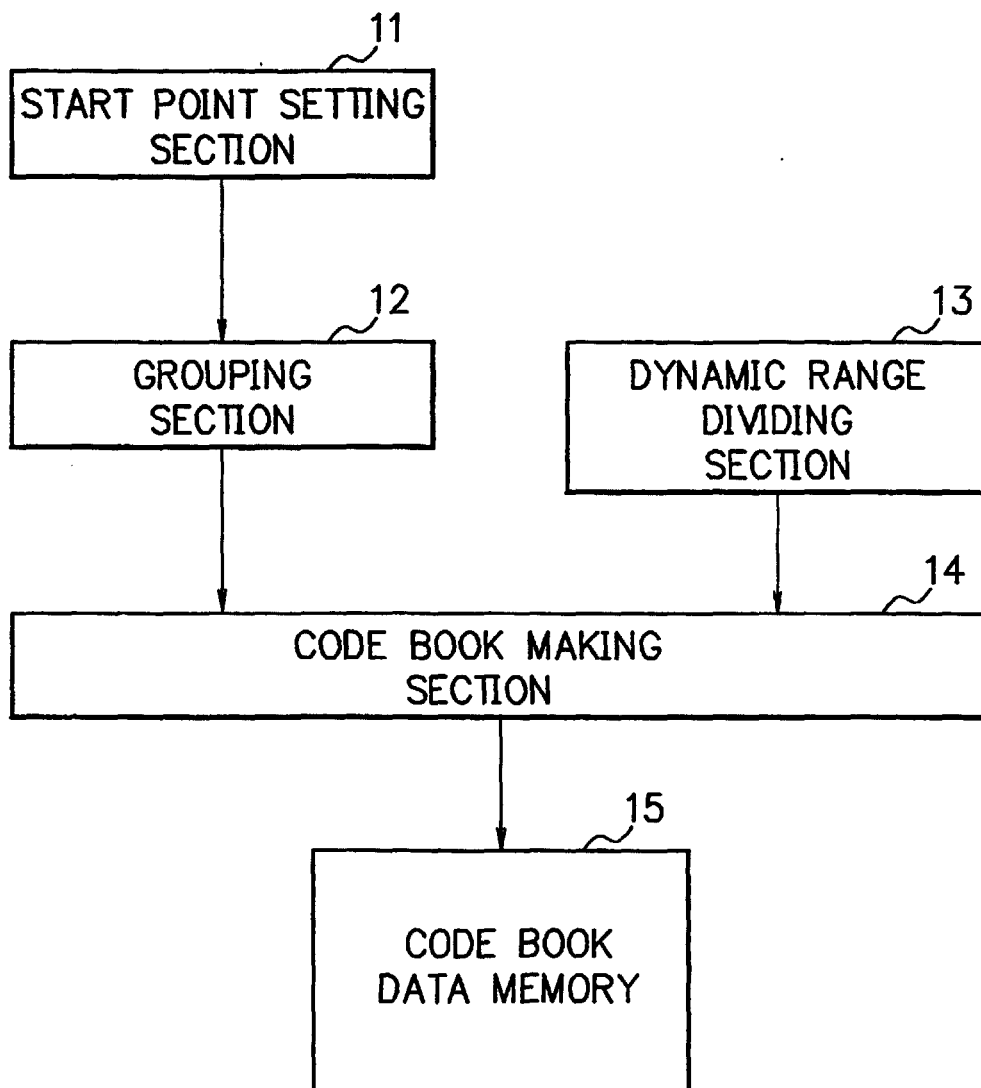 11
START POINT SETTING
SECTION
12
GROUPING
SECTION
13
DYNAMIC RANGE
DIVIDING
SECTION
14
CODE BOOK MAKING
SECTION
15
CODE BOOK
DATA MEMORY